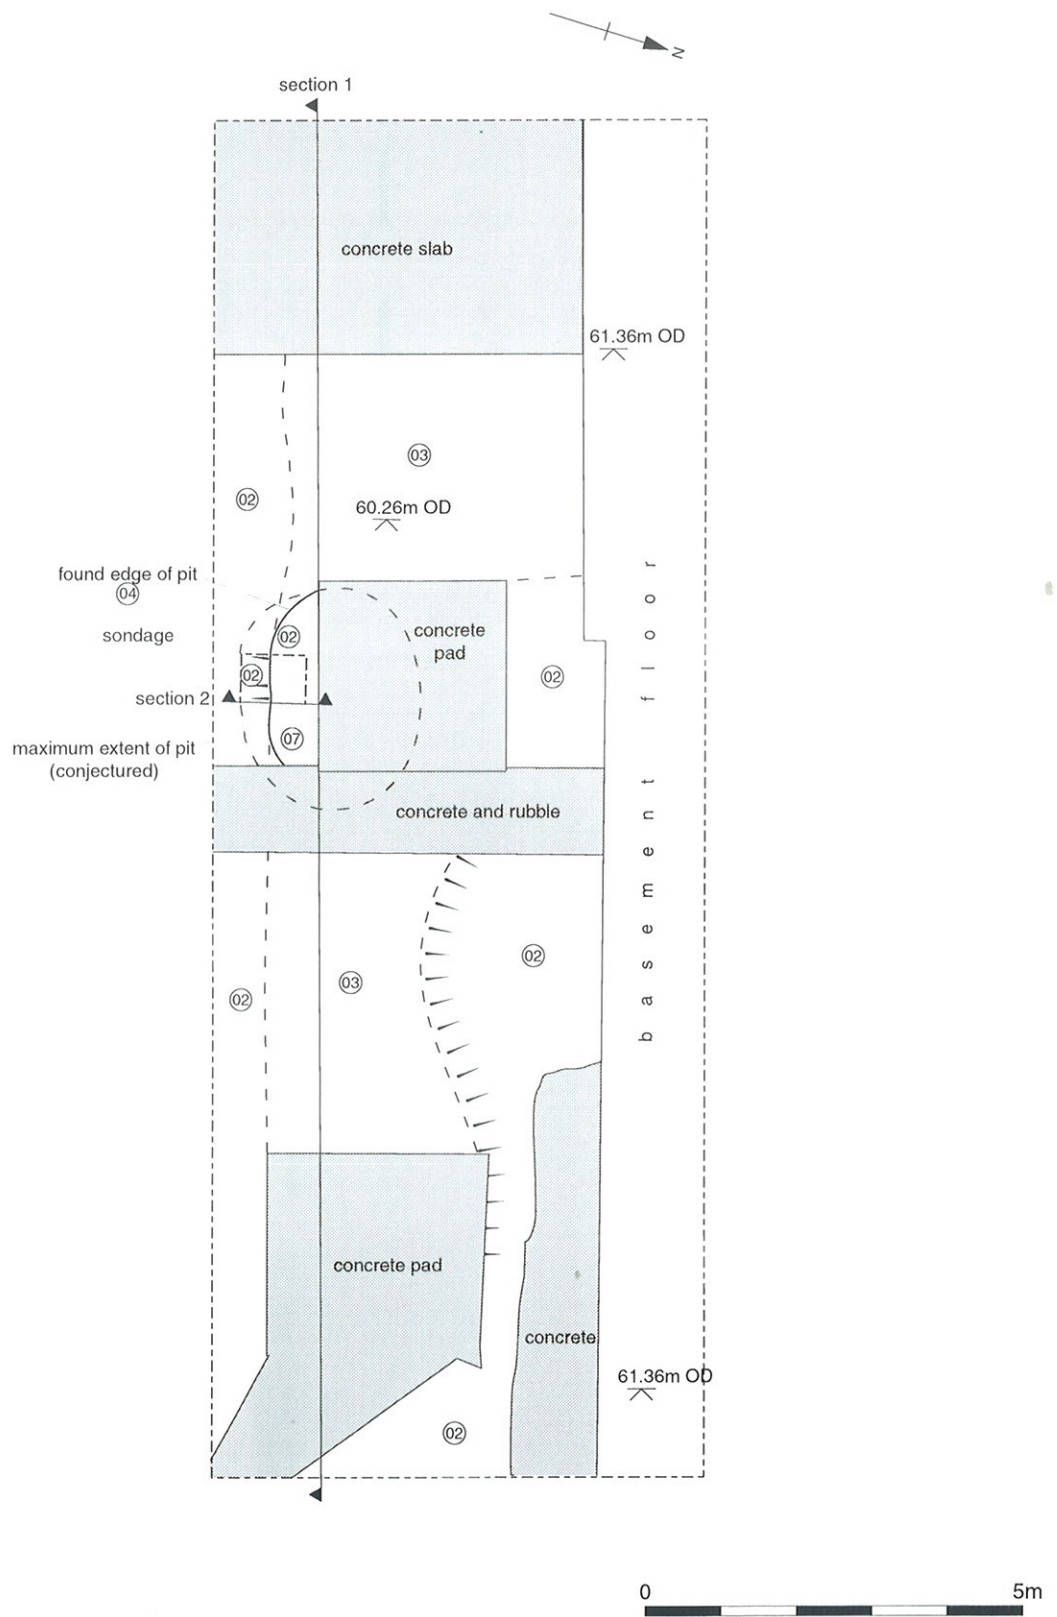 N
section 1
concrete slab
61.36m OD
03
02
60.26m OD
found edge of pit
04
sondage
02
concrete
pad
02
02
section 2
07
maximum extent of pit
(conjectured)
concrete and rubble
basement floor
02
03
02
concrete pad
concrete
61.36m OD
02
0
5m